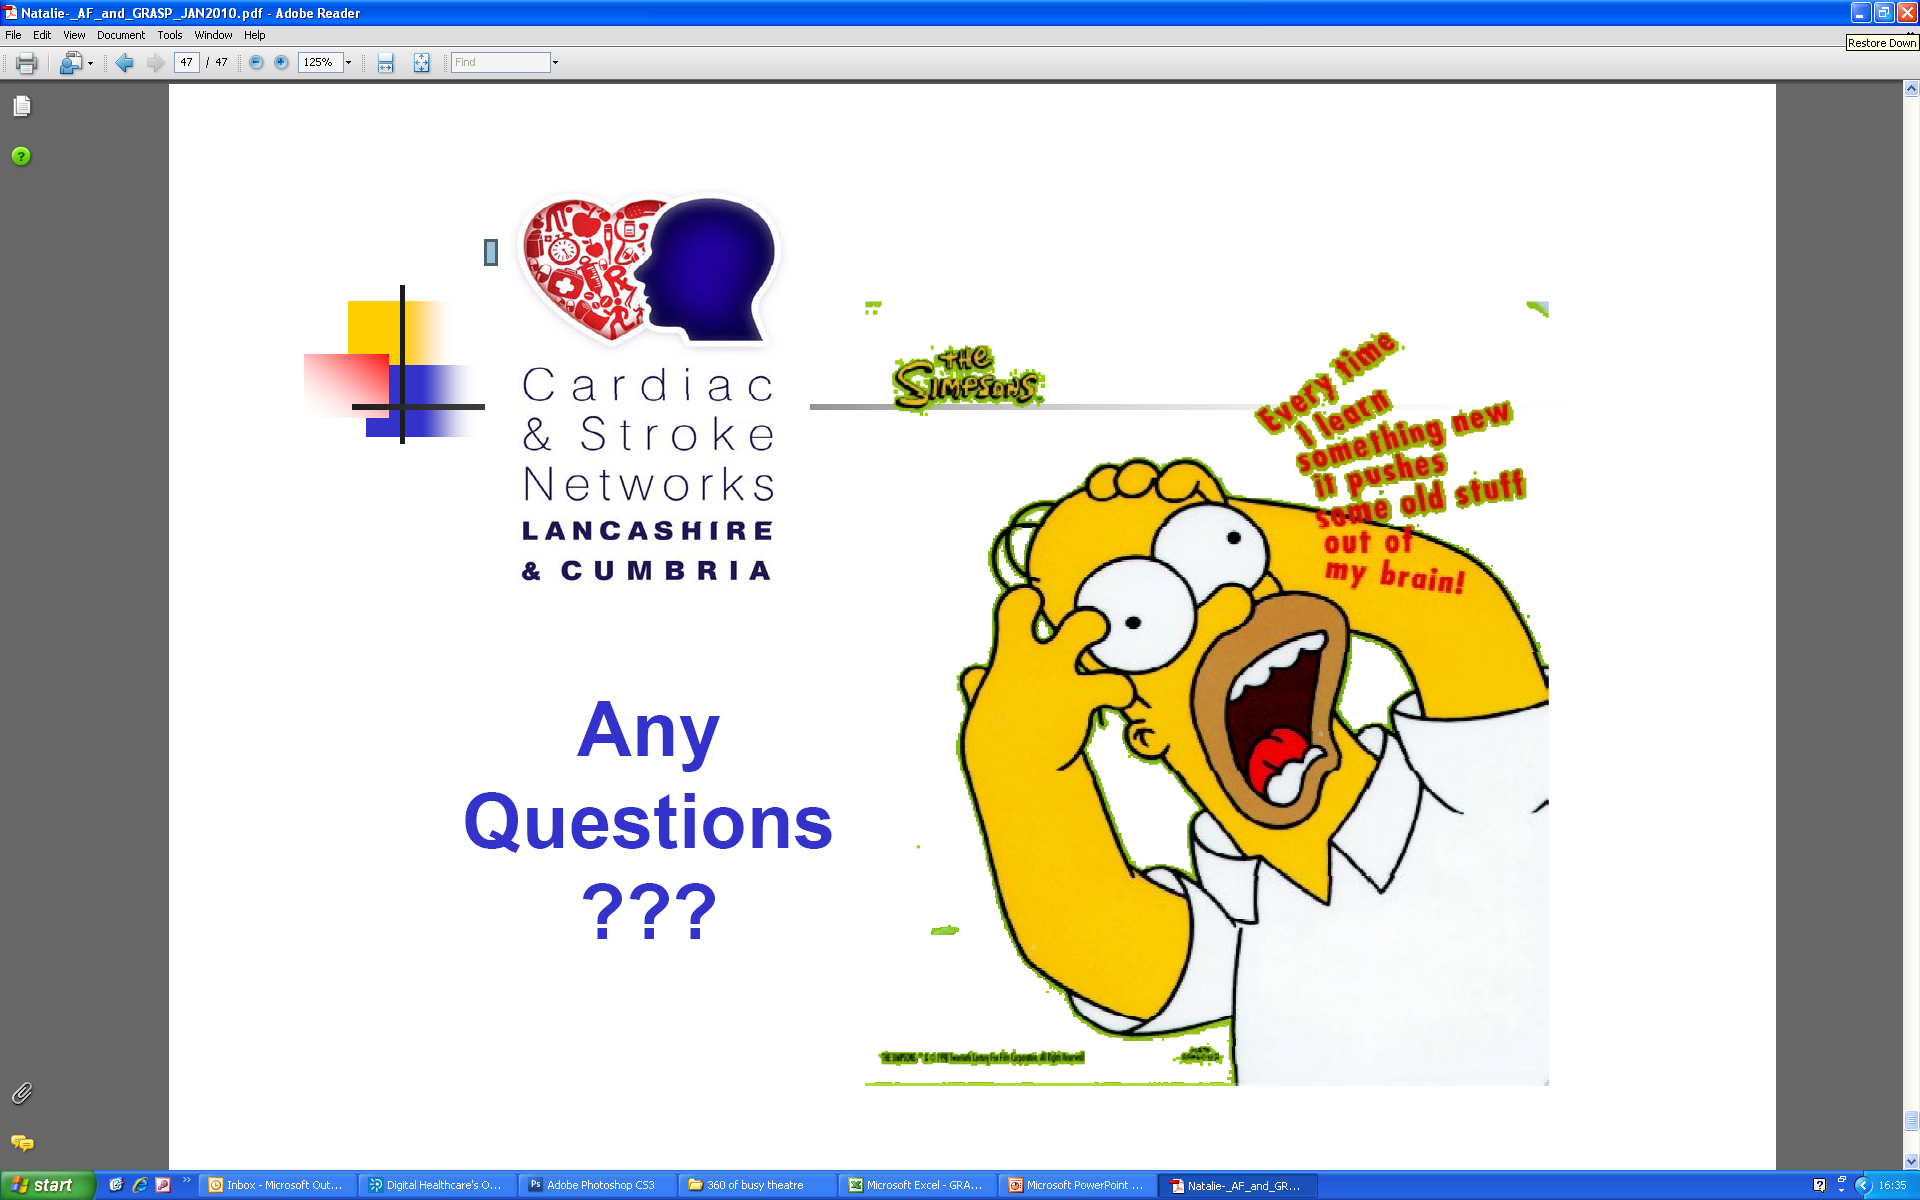 Natalie-_AF_and_GRASP_JAN2010.pdf - Adobe Reader
File Edit View Document Tools Window Help
Restore Down
47 / 47 125% Find
Cardiac
& Stroke
Networks
LANCASHIRE
& CUMBRIA
THE
SIMPSONS
Every time
I learn
something new
it pushes
some old stuff
out of
my brain!
Any
Questions
???
start
Inbox - Microsoft Out...
Digital Healthcare's O...
Ps Adobe Photoshop CS3
360 of busy theatre
Microsoft Excel - GRA...
Microsoft PowerPoint ...
Natalie-_AF_and_GR...
16:35